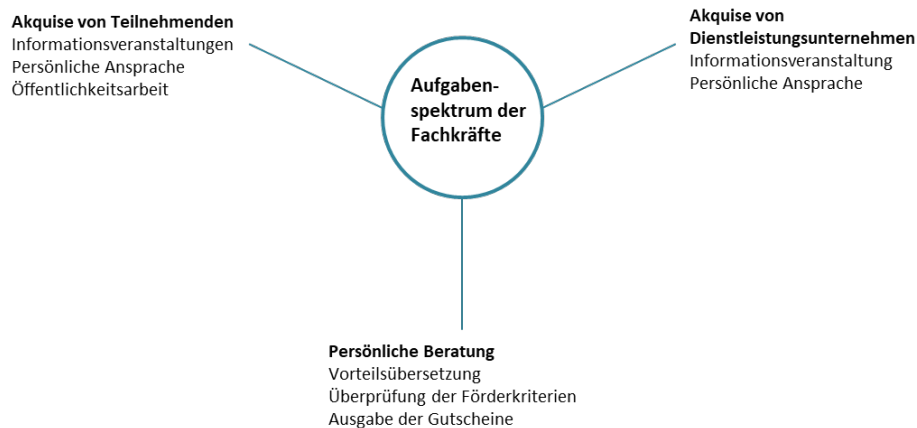 Akquise von Teilnehmenden
Informationsveranstaltungen
Persönliche Ansprache
Öffentlichkeitsarbeit
Aufgaben-
spektrum der
Fachkräfte
Akquise von
Dienstleistungsunternehmen
Informationsveranstaltung
Persönliche Ansprache
Persönliche Beratung
Vorteilsübersetzung
Überprüfung der Förderkriterien
Ausgabe der Gutscheine